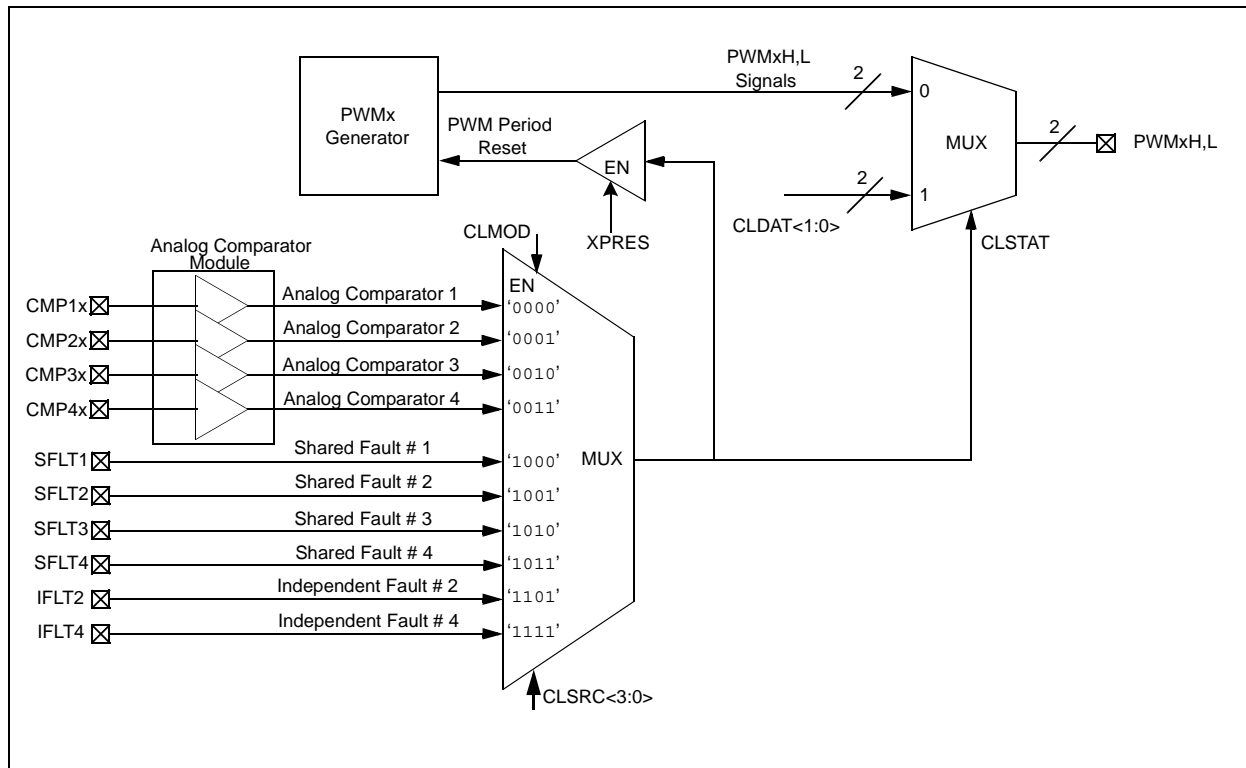 PWMx
Generator
PWMxH,L
Signals
2
0
MUX
2
PWMxH,L
PWM Period
Reset
EN
XPRES
2
1
CLDAT<1:0>
CLSTAT
CLMOD
Analog Comparator
Module
EN
CMP1x
Analog Comparator 1
'0000'
CMP2x
Analog Comparator 2
'0001'
CMP3x
Analog Comparator 3
'0010'
CMP4x
Analog Comparator 4
'0011'
SFLT1
Shared Fault # 1
'1000'
MUX
SFLT2
Shared Fault # 2
'1001'
SFLT3
Shared Fault # 3
'1010'
SFLT4
Shared Fault # 4
'1011'
IFLT2
Independent Fault # 2
'1101'
IFLT4
Independent Fault # 4
'1111'
CLSRC<3:0>